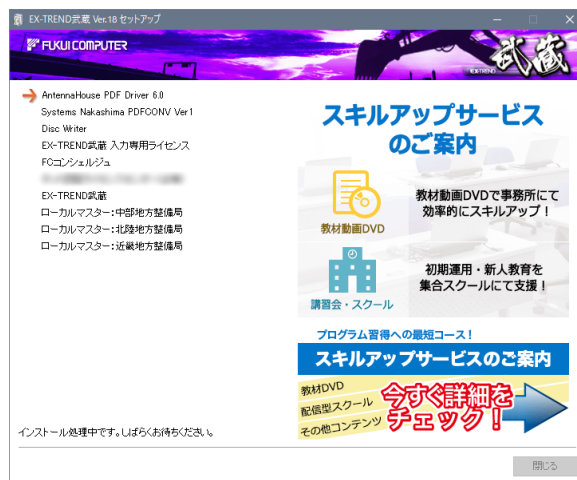 EX-TREND武蔵 Ver.18 セットアップ
FUKUI COMPUTER
EX-TREND 武蔵
AntennaHouse PDF Driver 6.0
Systems Nakashima PDFCONV Ver1
Disc Writer
EX-TREND武蔵 入力専用ライセンス
FCコンシェルジュ
EX-TREND武蔵
ローカルマスター:中部地方整備局
ローカルマスター:北陸地方整備局
ローカルマスター:近畿地方整備局
インストール処理中です。しばらくお待ちください。
スキルアップサービス
のご案内
教材動画DVDで事務所にて
効率的にスキルアップ!
教材動画DVD
初期運用・新人教育を
集合スクールにて支援!
講習会・スクール
プログラム習得への最短コース!
スキルアップサービスのご案内
教材DVD
配信型スクール
その他コンテンツ
今すぐ詳細を
チェック!
閉じる